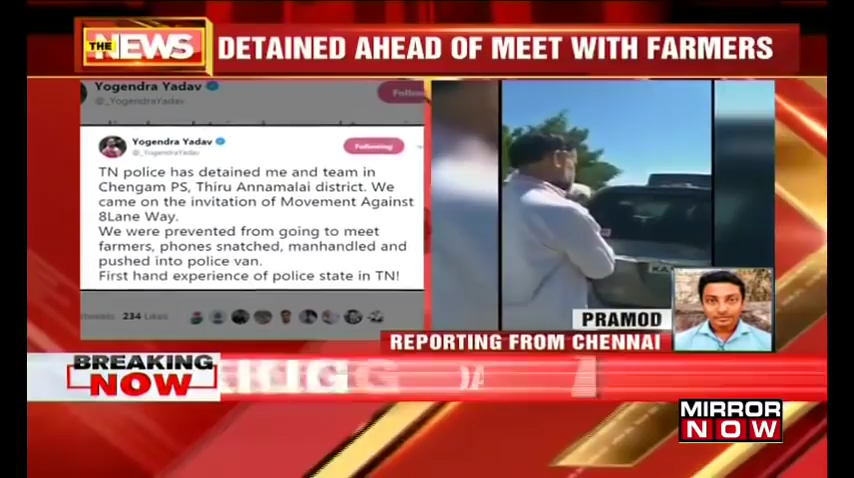 THE
NEWS
DETAINED AHEAD OF MEET WITH FARMERS
Yogendra Yadav
@_YogendraYadav
Yogendra Yadav
@_YogendraYadav
Following
TN police has detained me and team in
Chengam PS, Thiru Annamalai district. We
came on the invitation of Movement Against
8Lane Way.
We were prevented from going to meet
farmers, phones snatched, manhandled and
pushed into police van.
First hand experience of police state in TN!
234 Likes
PRAMOD
REPORTING FROM CHENNAI
BREAKING
NOW
MIRROR
NOW